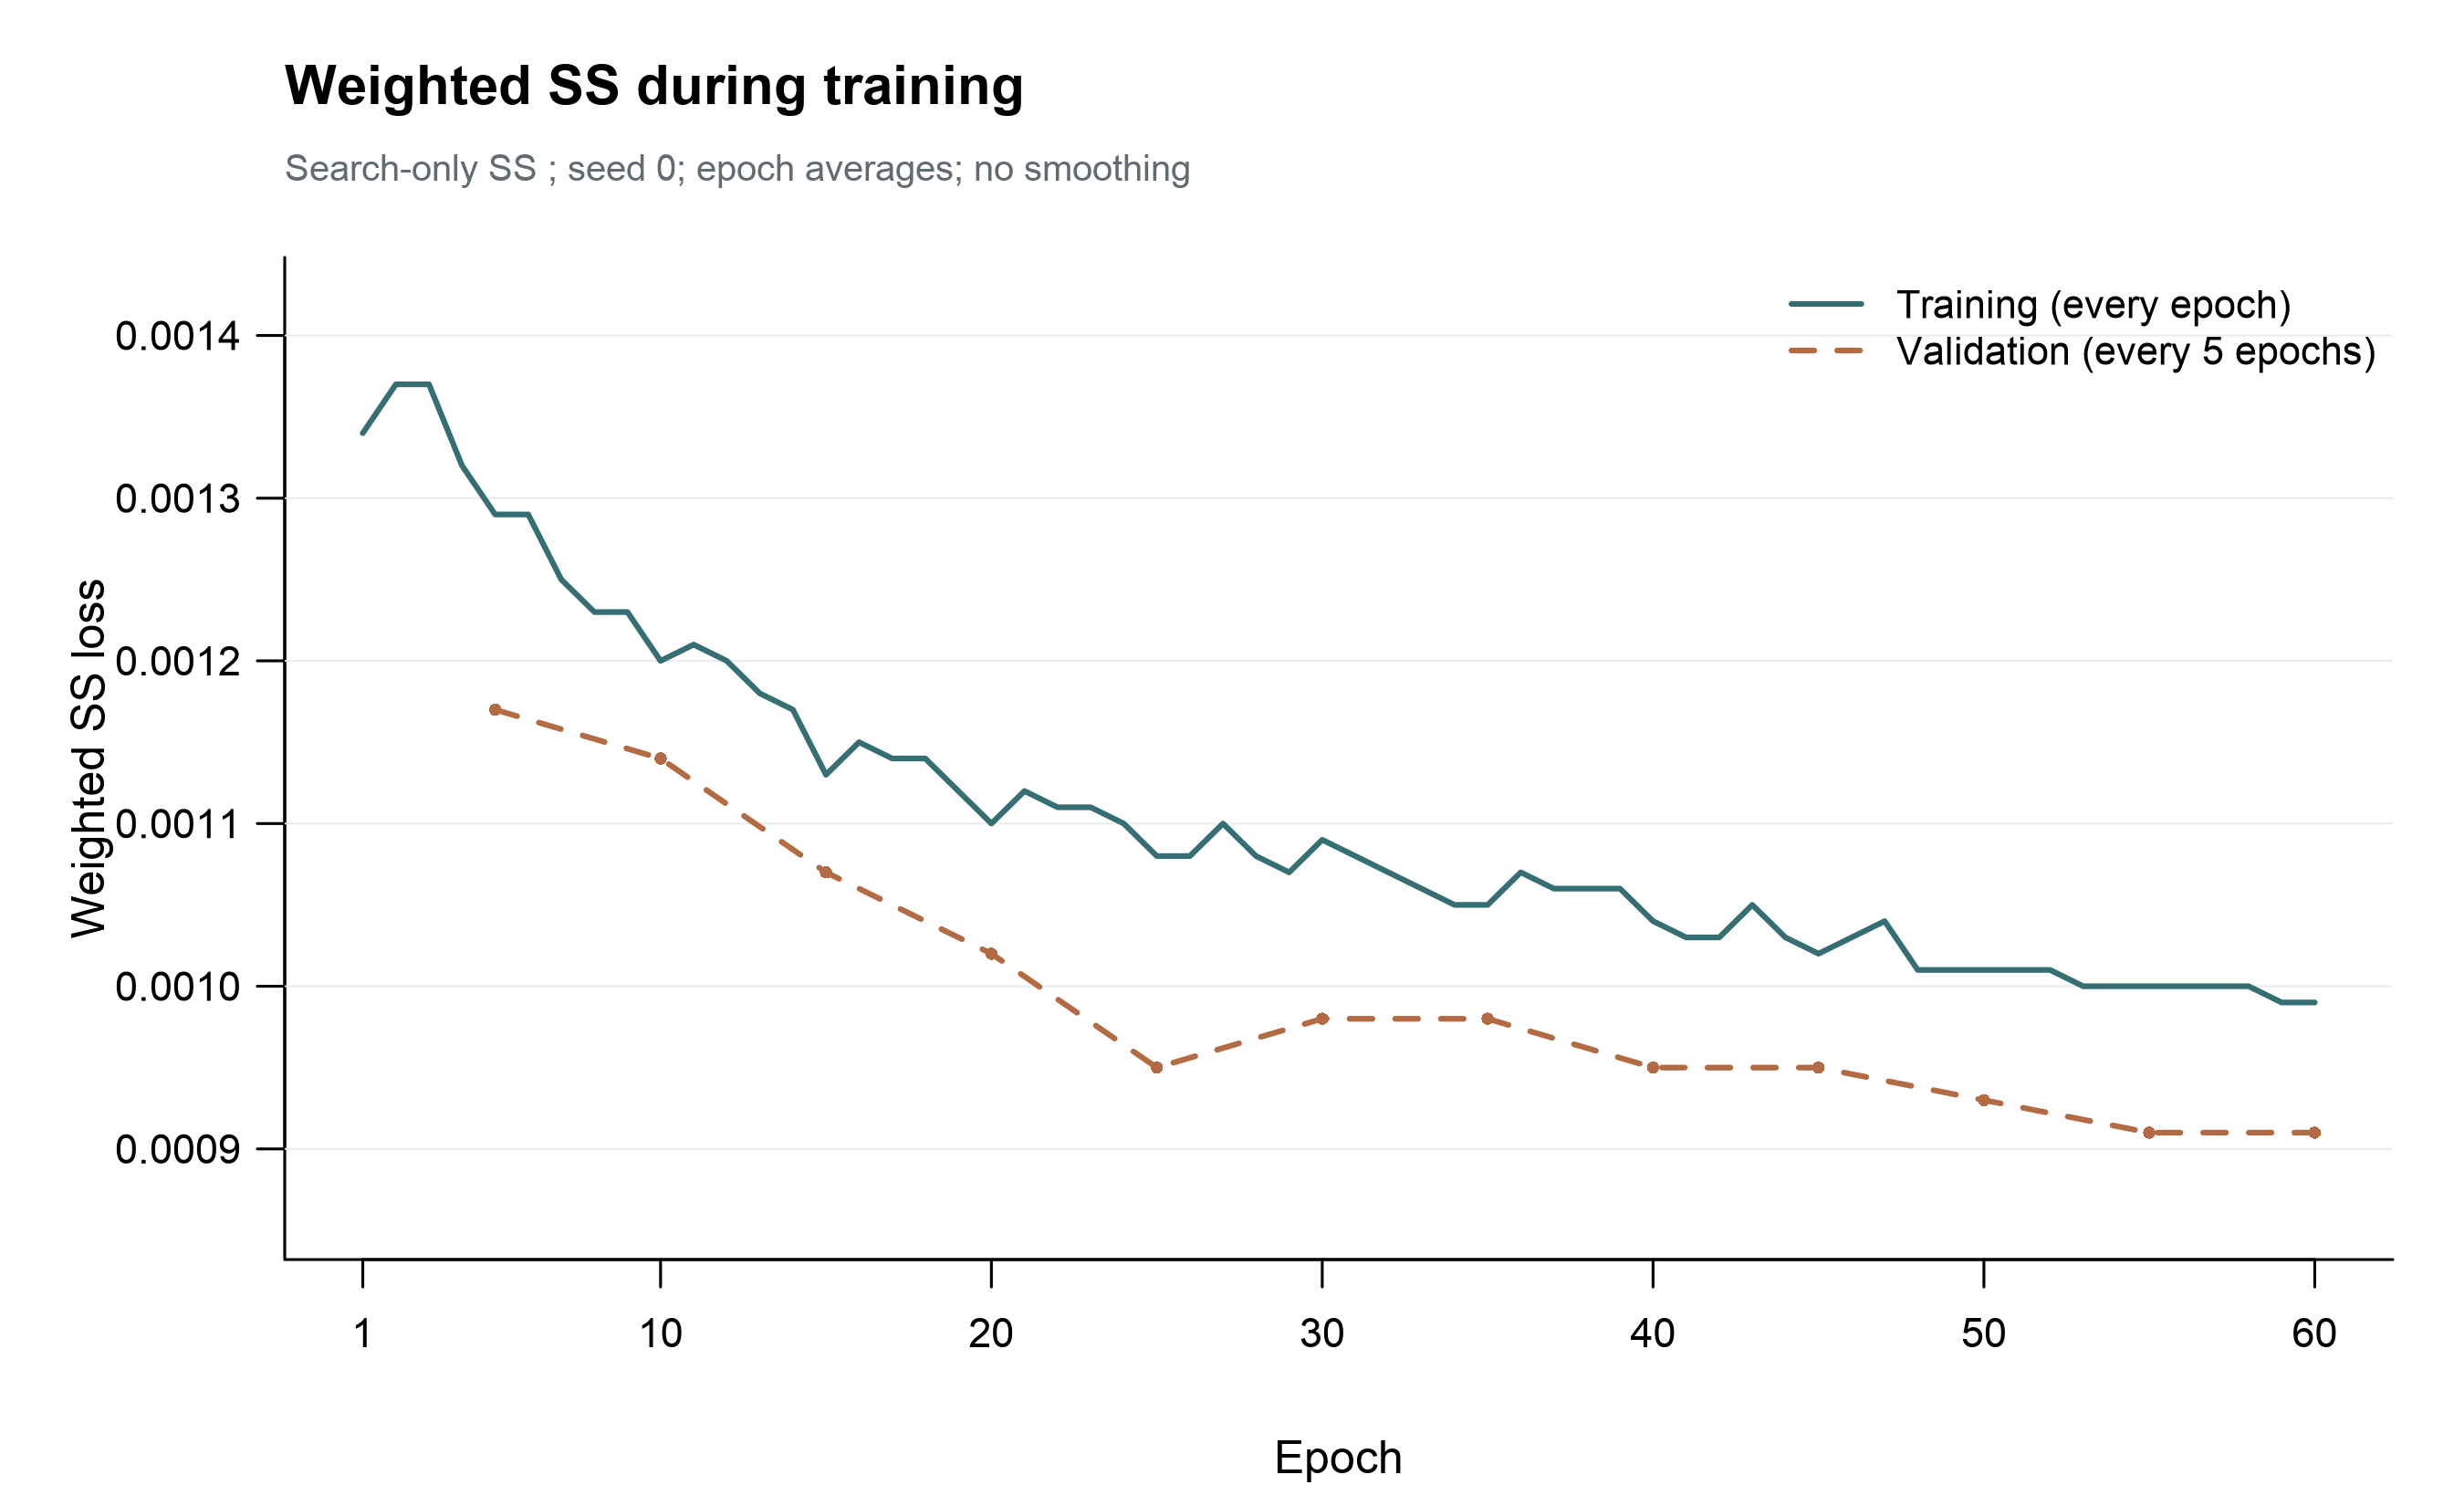 Weighted SS during training
Search-only SS ; seed 0; epoch averages; no smoothing
Training (every epoch)
Validation (every 5 epochs)
Weighted SS loss
0.0014
0.0013
0.0012
0.0011
0.0010
0.0009
1 10 20 30 40 50 60
Epoch